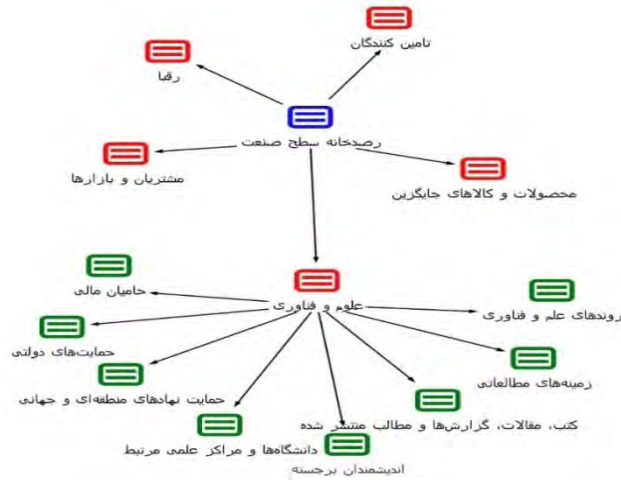 تامین کنندگان
رقبا
رصدخانه سطح صنعت
مشتریان و بازارها
محصولات و کالاهای جایگزین
علوم و فناوری
حامیان مالی
روندهای علم و فناوری
حمایت‌های دولتی
زمینه‌های مطالعاتی
حمایت نهادهای منطقه‌ای و جهانی
کتب، مقالات، گزارش‌ها و مطالب منتشر شده
دانشگاه‌ها و مراکز علمی مرتبط
اندیشمندان برجسته